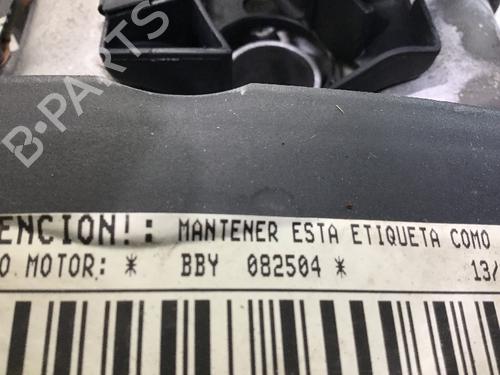 B-PARTS
ENCION!: MANTENER ESTA ETIQUETA COMO
O MOTOR: * BBY 082504 * 13/